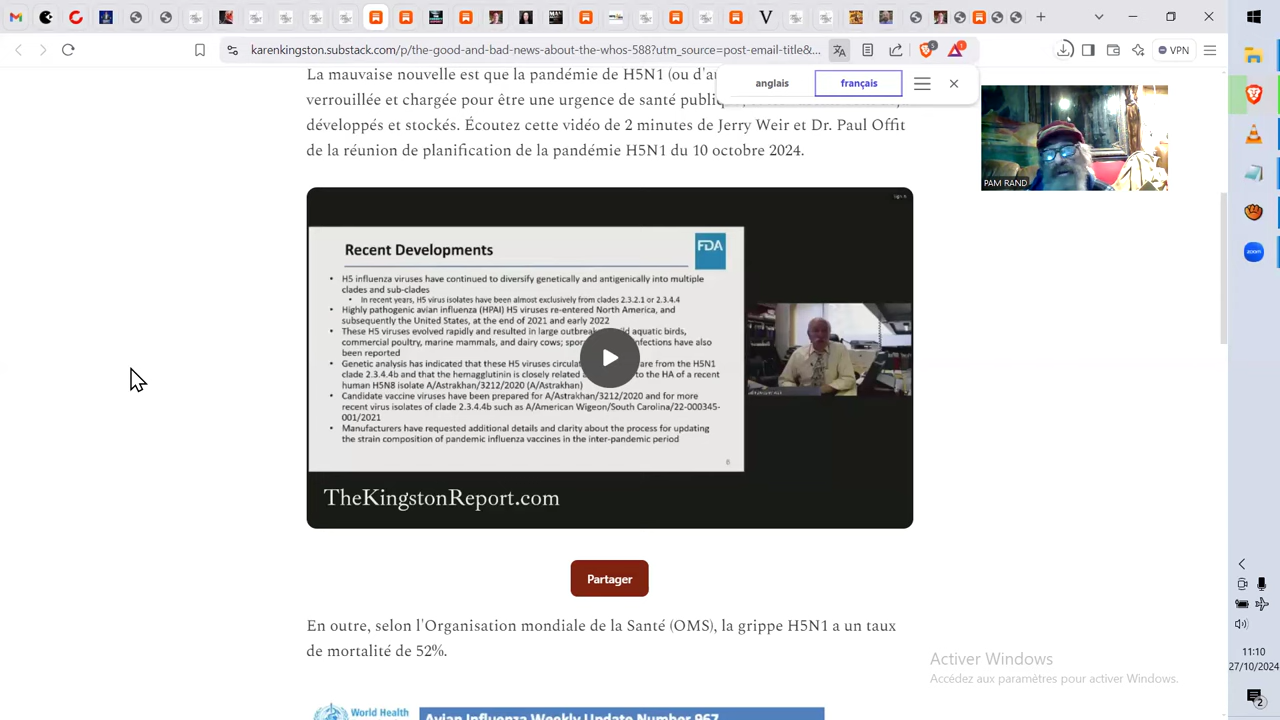 karenkingston.substack.com/p/the-good-and-bad-news-about-the-whos-588?utm_source=post-email-title&...
VPN
anglais
français
La mauvaise nouvelle est que la pandémie de H5N1 (ou d'au
verrouillée et chargée pour être une urgence de santé publiq
développés et stockés. Écoutez cette vidéo de 2 minutes de Jerry Weir et Dr. Paul Offit
de la reunion de planification de la pandémie H5N1 du 10 octobre 2024.
PAM RAND
Recent Developments
FDA
• H5 influenza viruses have continued to diversify genetically and antigenically into multiple
clades and sub-clades
• In recent years, H5 virus isolates have been almost exclusively from clades 2.3.2.1 or 2.3.4.4
• Highly pathogenic avian influenza (HPAI) H5 viruses re-entered North America, and
subsequently the United States, at the end of 2021 and early 2022
• These H5 viruses evolved rapidly and resulted in large outbreak ild aquatic birds,
commercial poultry, marine mammals, and dairy cows; spor infections have also
been reported
• Genetic analysis has indicated that these H5 viruses circula are from the H5N1
clade 2.3.4.4b and that the hemagglutinin is closely related to the HA of a recent
human H5N8 isolate A/Astrakhan/3212/2020 (A/Astrakhan)
• Candidate vaccine viruses have been prepared for A/Astrakhan/3212/2020 and for more
recent virus isolates of clade 2.3.4.4b such as A/American Wigeon/South Carolina/22-000345-
001/2021
• Manufacturers have requested additional details and clarity about the process for updating
the strain composition of pandemic influenza vaccines in the inter-pandemic period
TheKingstonReport.com
Partager
En outre, selon l'Organisation mondiale de la Santé (OMS), la grippe H5N1 a un taux
de mortalité de 52%.
World Health
Avian Influenza Weekly Update Number 967
Activer Windows
Accédez aux paramètres pour activer Windows.
zoom
11:10
27/10/2024
2